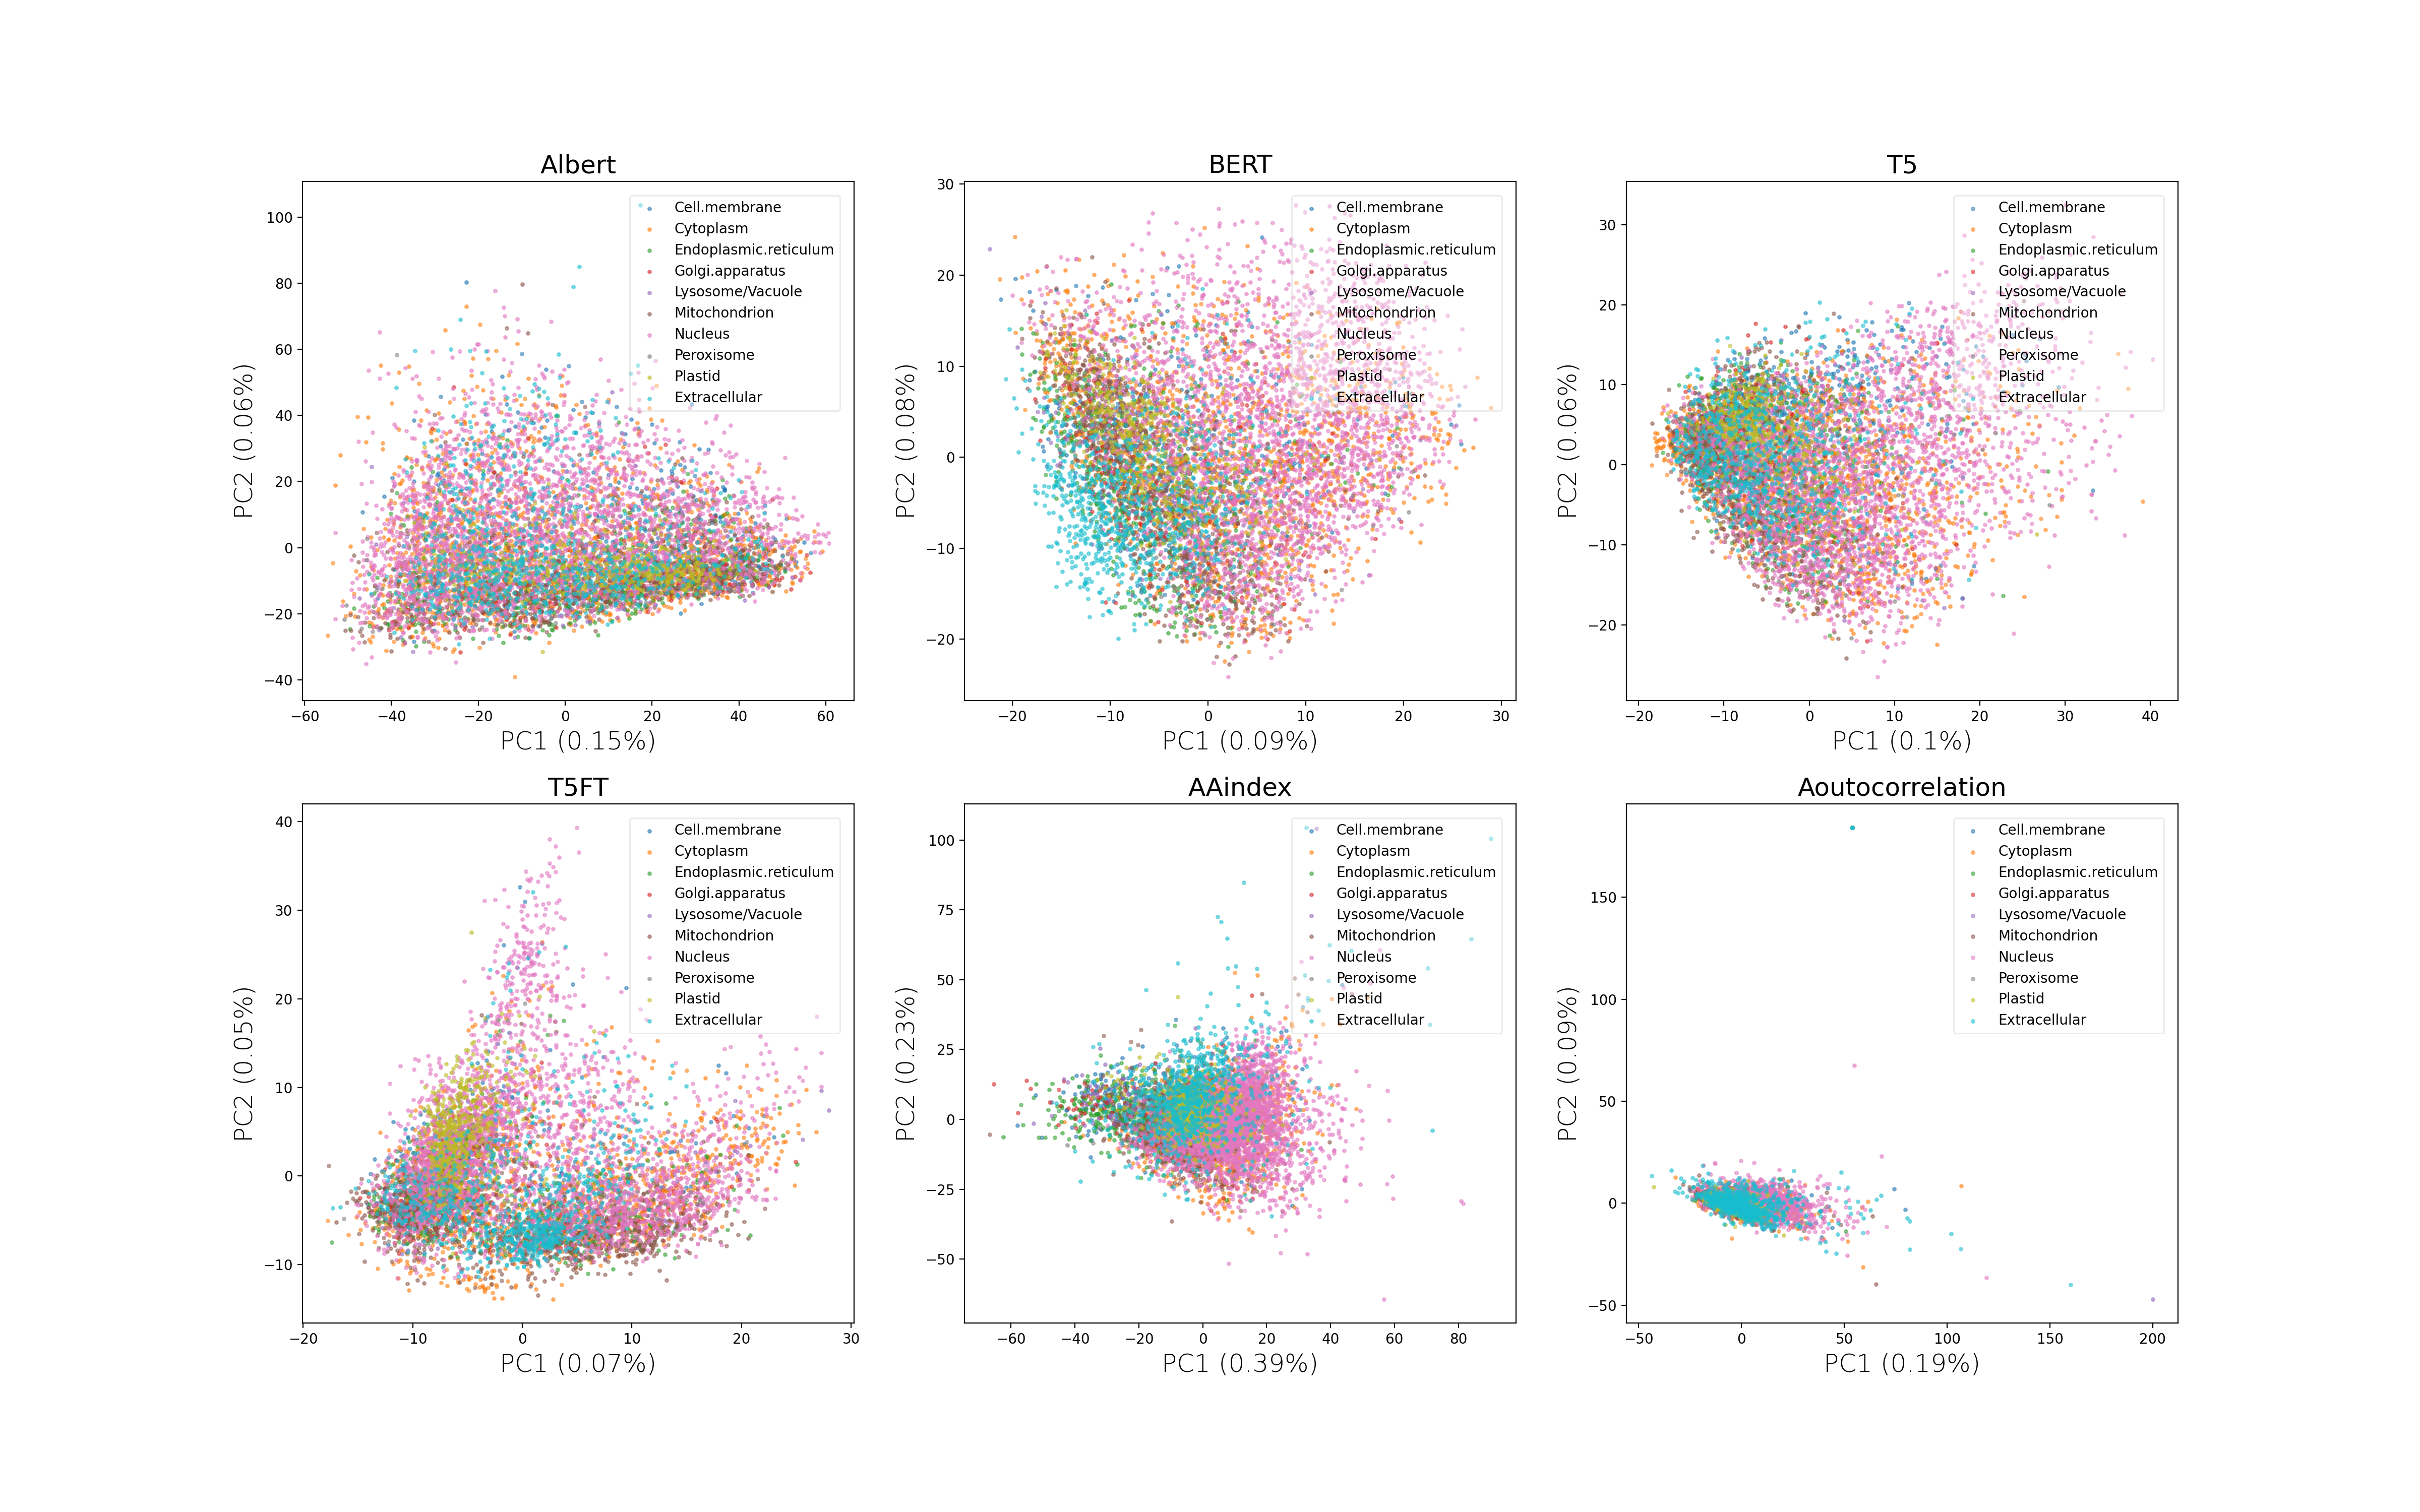 Albert
BERT
T5
100
80
60
40
20
0
−20
−40
PC2 (0.06%)
Cell.membrane
Cytoplasm
Endoplasmic.reticulum
Golgi.apparatus
Lysosome/Vacuole
Mitochondrion
Nucleus
Peroxisome
Plastid
Extracellular
−60 −40 −20 0 20 40 60
PC1 (0.15%)
30
20
10
0
−10
−20
PC2 (0.08%)
Cell.membrane
Cytoplasm
Endoplasmic.reticulum
Golgi.apparatus
Lysosome/Vacuole
Mitochondrion
Nucleus
Peroxisome
Plastid
Extracellular
−20 −10 0 10 20 30
PC1 (0.09%)
30
20
10
0
−10
−20
PC2 (0.06%)
Cell.membrane
Cytoplasm
Endoplasmic.reticulum
Golgi.apparatus
Lysosome/Vacuole
Mitochondrion
Nucleus
Peroxisome
Plastid
Extracellular
−20 −10 0 10 20 30 40
PC1 (0.1%)
T5FT
AAindex
Aoutocorrelation
40
30
20
10
0
−10
PC2 (0.05%)
Cell.membrane
Cytoplasm
Endoplasmic.reticulum
Golgi.apparatus
Lysosome/Vacuole
Mitochondrion
Nucleus
Peroxisome
Plastid
Extracellular
−20 −10 0 10 20 30
PC1 (0.07%)
100
75
50
25
0
−25
−50
PC2 (0.23%)
Cell.membrane
Cytoplasm
Endoplasmic.reticulum
Golgi.apparatus
Lysosome/Vacuole
Mitochondrion
Nucleus
Peroxisome
Plastid
Extracellular
−60 −40 −20 0 20 40 60 80
PC1 (0.39%)
150
100
50
0
−50
PC2 (0.09%)
Cell.membrane
Cytoplasm
Endoplasmic.reticulum
Golgi.apparatus
Lysosome/Vacuole
Mitochondrion
Nucleus
Peroxisome
Plastid
Extracellular
−50 0 50 100 150 200
PC1 (0.19%)